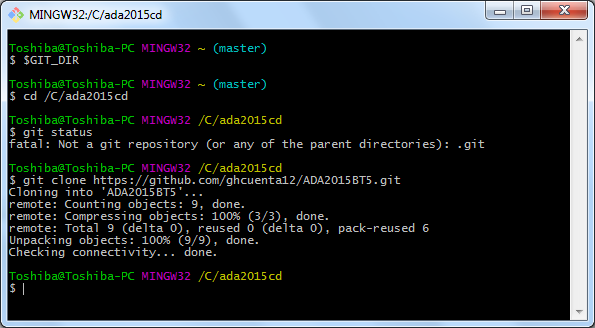 MINGW32:/C/ada2015cd
Toshiba@Toshiba-PC MINGW32 ~ (master)
$ $GIT_DIR
Toshiba@Toshiba-PC MINGW32 ~ (master)
$ cd /C/ada2015cd
Toshiba@Toshiba-PC MINGW32 /C/ada2015cd
$ git status
fatal: Not a git repository (or any of the parent directories): .git
Toshiba@Toshiba-PC MINGW32 /C/ada2015cd
$ git clone https://github.com/ghcuenta12/ADA2015BT5.git
Cloning into 'ADA2015BT5'...
remote: Counting objects: 9, done.
remote: Compressing objects: 100% (3/3), done.
remote: Total 9 (delta 0), reused 0 (delta 0), pack-reused 6
Unpacking objects: 100% (9/9), done.
Checking connectivity... done.
Toshiba@Toshiba-PC MINGW32 /C/ada2015cd
$